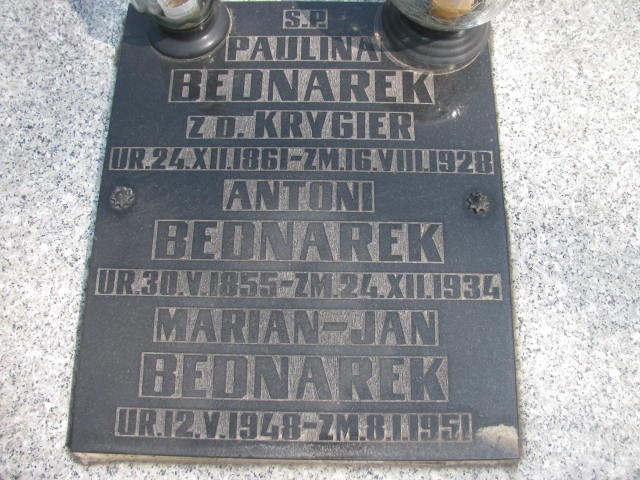 Ś.P.
PAULINA
BEDNAREK
Z D. KRYGIER
UR.24.XII.1861-ZM.16.VIII.1928
ANTONI
BEDNAREK
UR.30.V.1855-ZM.24.XII.1934
MARIAN-JAN
BEDNAREK
UR.12.V.1948-ZM.8.I.1951